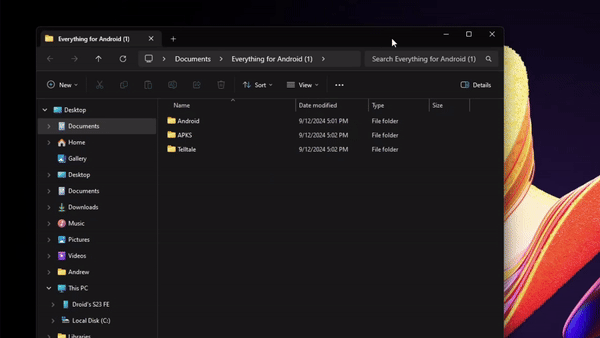 Everything for Android (1)
Documents
Everything for Android (1)
Search Everything for Android (1)
New
Sort
View
Details
Name
Date modified
Type
Size
Android
9/12/2024 5:01 PM
File folder
APKS
9/12/2024 5:02 PM
File folder
Telltale
9/12/2024 5:02 PM
File folder
Desktop
Documents
Home
Gallery
Desktop
Documents
Downloads
Music
Pictures
Videos
Andrew
This PC
Droid's S23 FE
Local Disk (C:)
Libraries